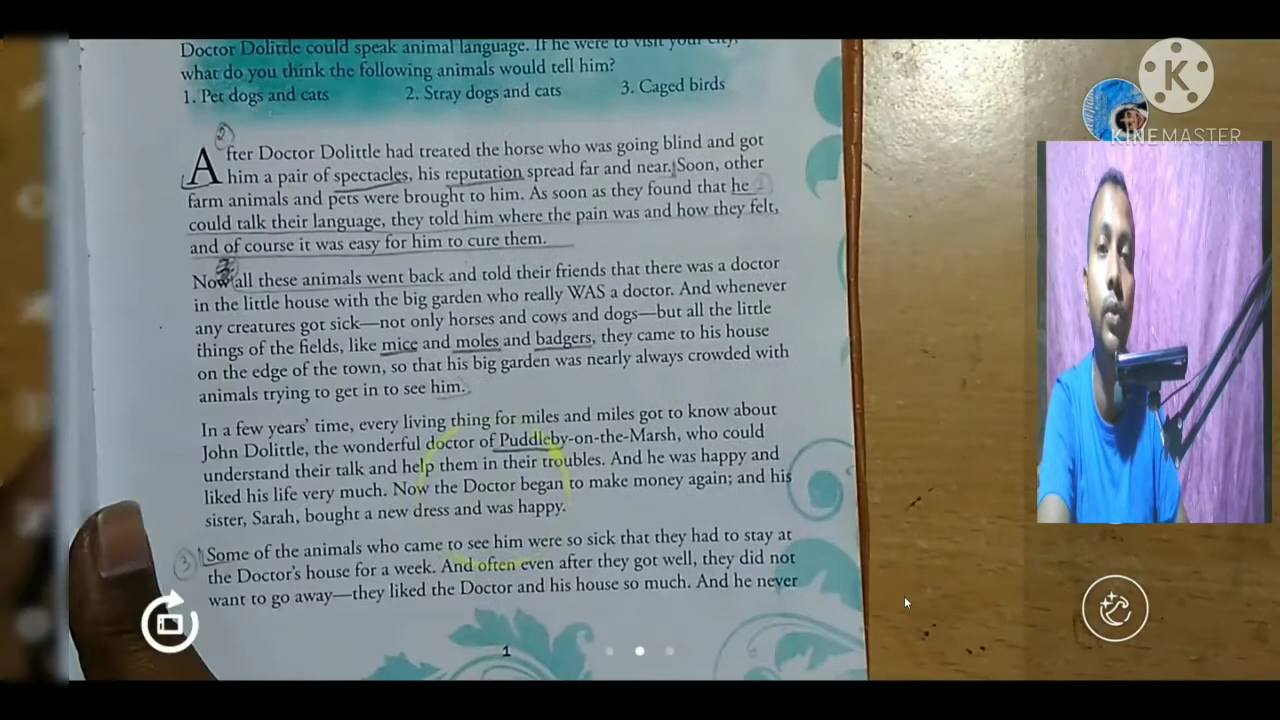 Doctor Dolittle could speak animal language. If he were to visit your city,
what do you think the following animals would tell him?
1. Pet dogs and cats 2. Stray dogs and cats 3. Caged birds
K
KINEMASTER
2
After Doctor Dolittle had treated the horse who was going blind and got
him a pair of spectacles, his reputation spread far and near. Soon, other
farm animals and pets were brought to him. As soon as they found that he
could talk their language, they told him where the pain was and how they felt,
and of course it was easy for him to cure them.
Now all these animals went back and told their friends that there was a doctor
in the little house with the big garden who really WAS a doctor. And whenever
any creatures got sick—not only horses and cows and dogs—but all the little
things of the fields, like mice and moles and badgers, they came to his house
on the edge of the town, so that his big garden was nearly always crowded with
animals trying to get in to see him.
In a few years' time, every living thing for miles and miles got to know about
John Dolittle, the wonderful doctor of Puddleby-on-the-Marsh, who could
understand their talk and help them in their troubles. And he was happy and
liked his life very much. Now the Doctor began to make money again; and his
sister, Sarah, bought a new dress and was happy.
3
Some of the animals who came to see him were so sick that they had to stay at
the Doctor's house for a week. And often even after they got well, they did not
want to go away—they liked the Doctor and his house so much. And he never
1